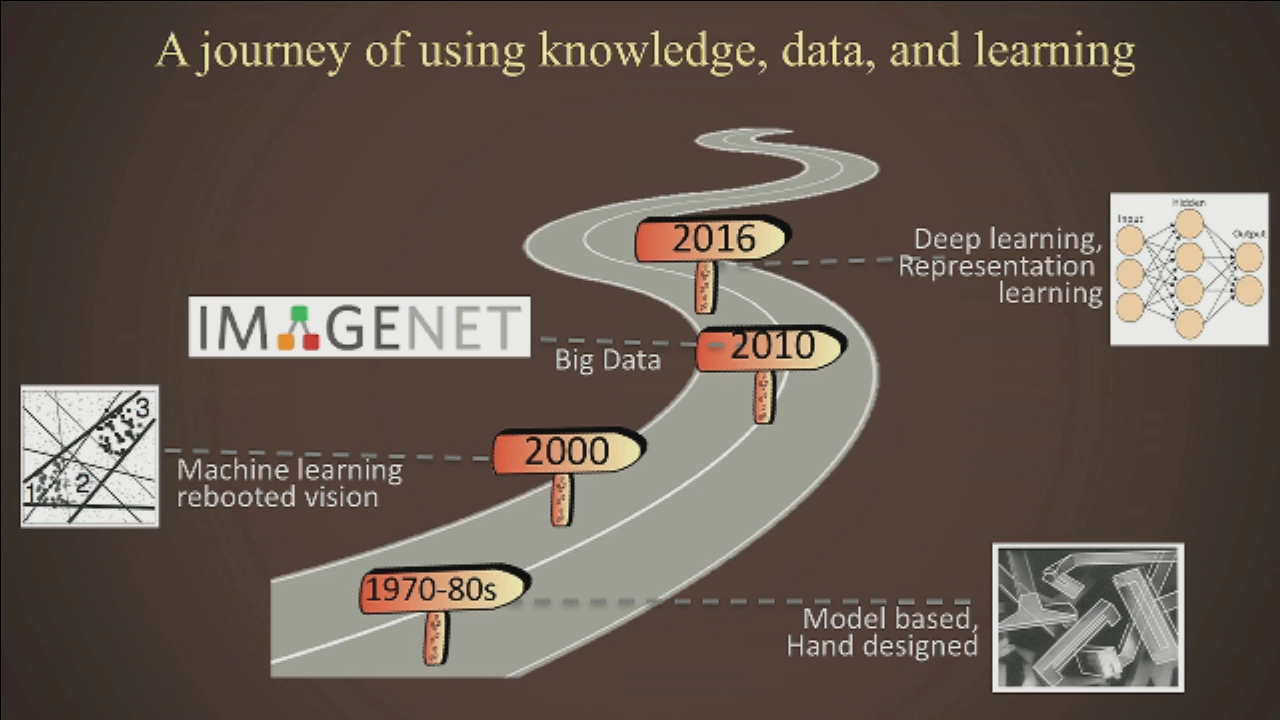 A journey of using knowledge, data, and learning
2016
Deep learning,
Representation
learning
Input
Hidden
Output
IMAGENET
Big Data
2010
2000
Machine learning
rebooted vision
1
2
3
1970-80s
Model based,
Hand designed